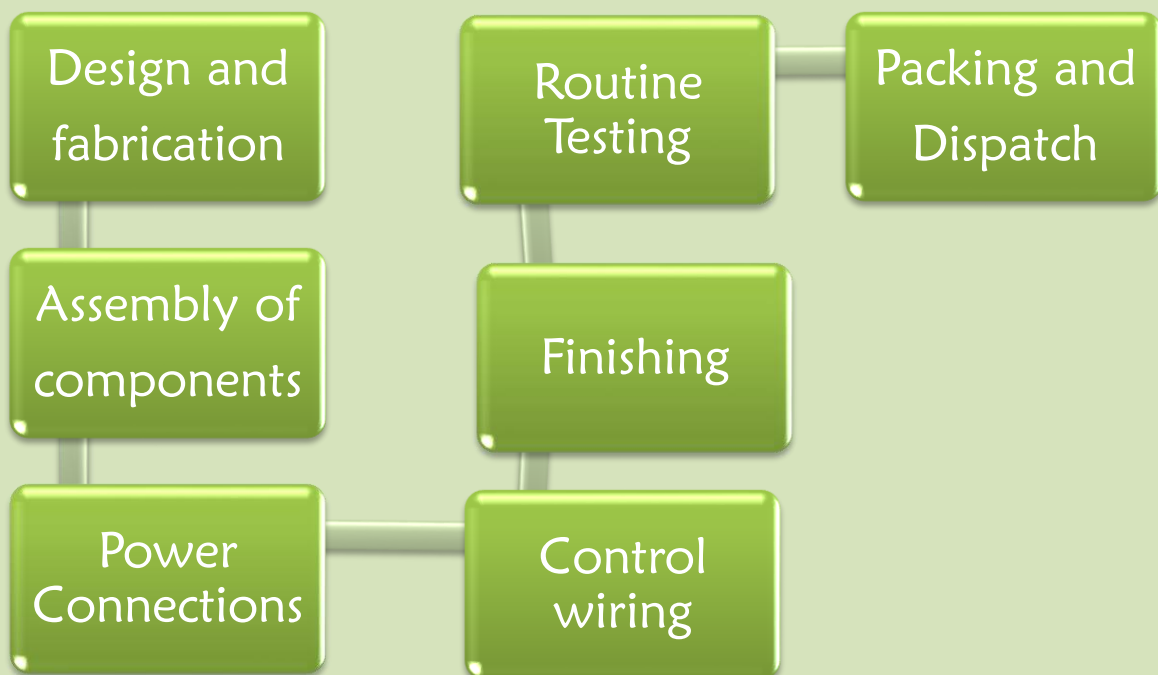 Design and
fabrication
Assembly of
components
Power
Connections
Control
wiring
Finishing
Routine
Testing
Packing and
Dispatch